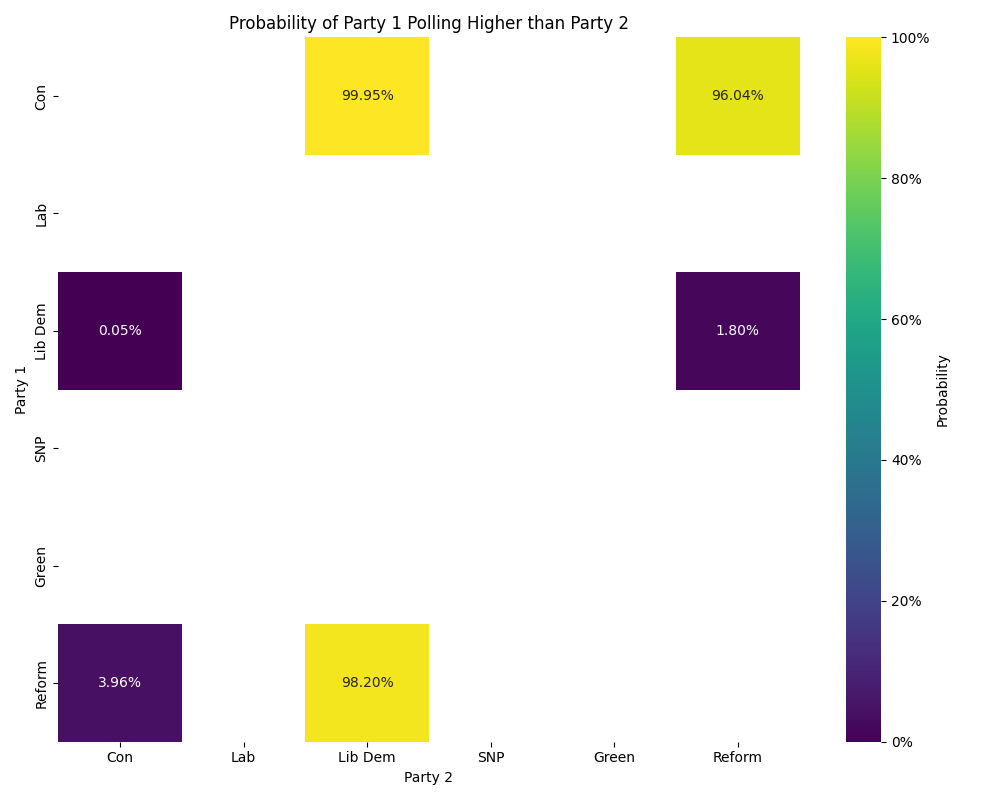 Probability of Party 1 Polling Higher than Party 2
Party 1
Con
Lab
Lib Dem
SNP
Green
Reform
99.95%
96.04%
0.05%
1.80%
3.96%
98.20%
Con
Lab
Lib Dem
SNP
Green
Reform
Party 2
100%
80%
60%
40%
20%
0%
Probability